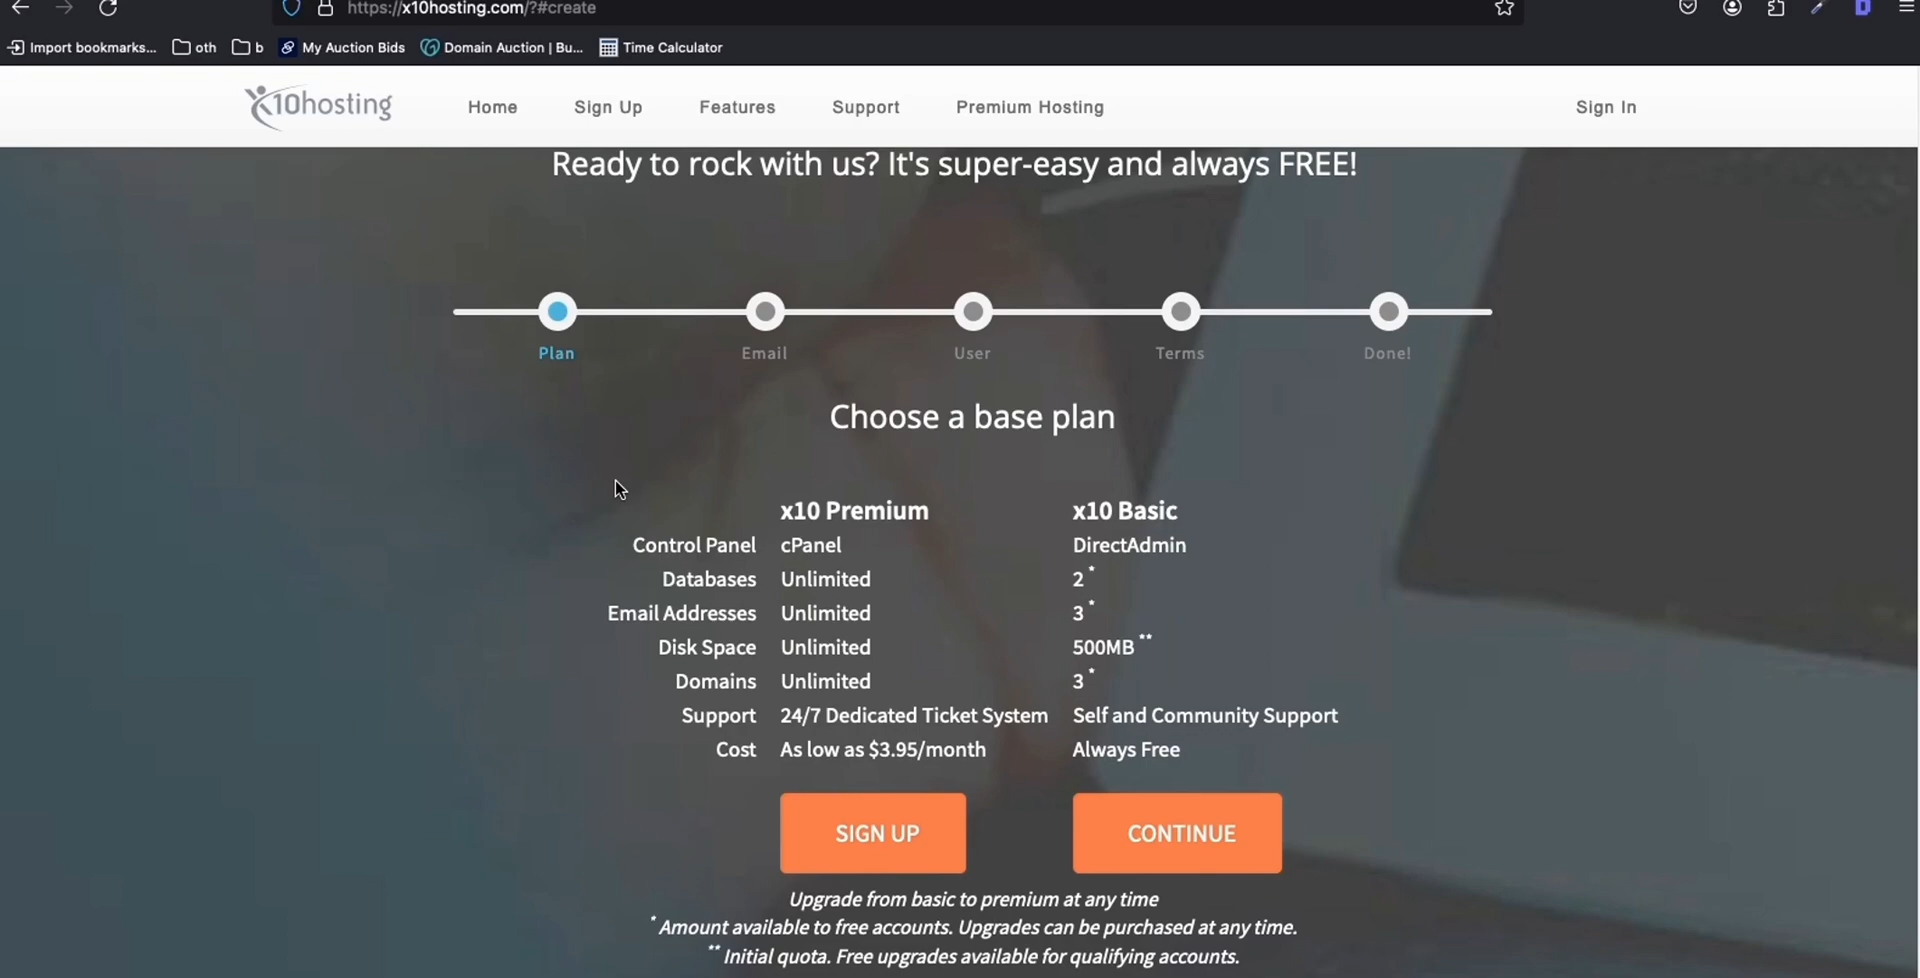 https://x10hosting.com/?#create
Import bookmarks... oth b My Auction Bids Domain Auction | Bu... Time Calculator
x10hosting Home Sign Up Features Support Premium Hosting Sign In
Ready to rock with us? It's super-easy and always FREE!
Plan Email User Terms Done!
Choose a base plan
x10 Premium x10 Basic
Control Panel cPanel DirectAdmin
Databases Unlimited 2 *
Email Addresses Unlimited 3 *
Disk Space Unlimited 500MB **
Domains Unlimited 3 *
Support 24/7 Dedicated Ticket System Self and Community Support
Cost As low as $3.95/month Always Free
SIGN UP CONTINUE
Upgrade from basic to premium at any time
* Amount available to free accounts. Upgrades can be purchased at any time.
** Initial quota. Free upgrades available for qualifying accounts.